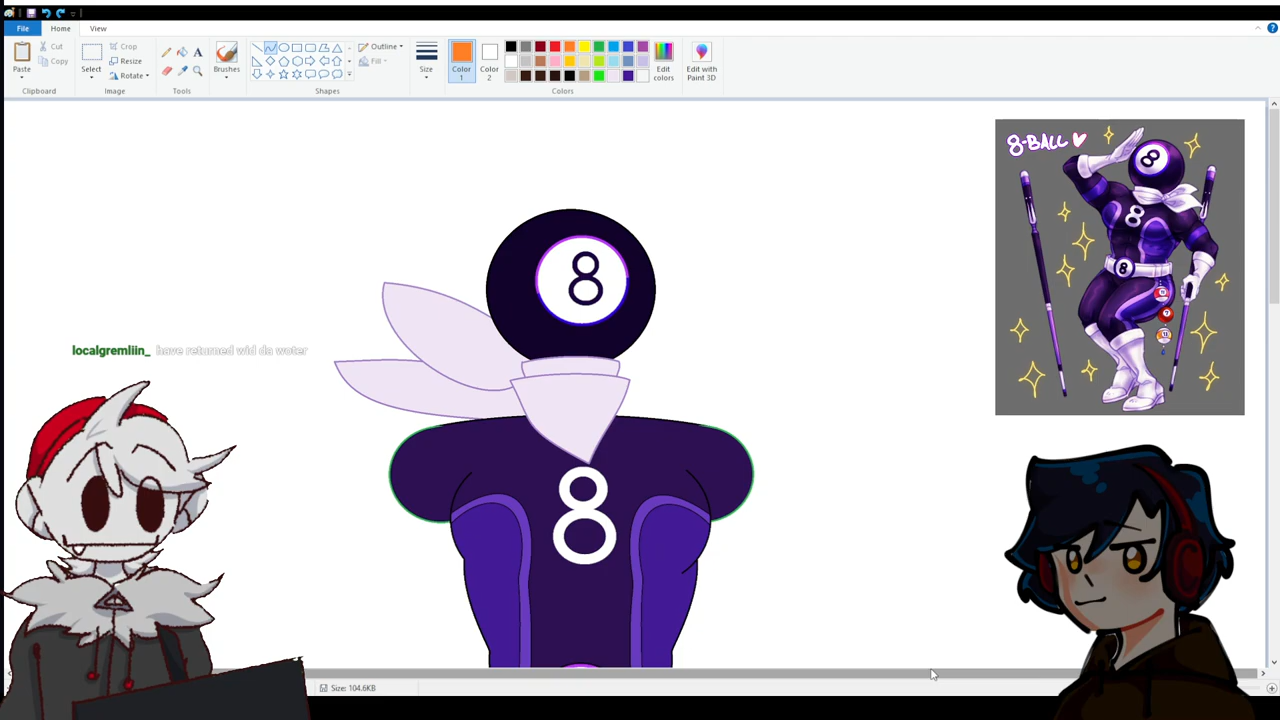 File
Home
View
Paste
Cut
Copy
Clipboard
Select
Crop
Resize
Rotate
Image
Tools
Brushes
Shapes
Outline
Fill
Size
Color
1
Color
2
Colors
Edit
colors
Edit with
Paint 3D
8-BALL
8
8
8
8
8
localgremliin_ have returned wid da woter
Size: 104.6KB